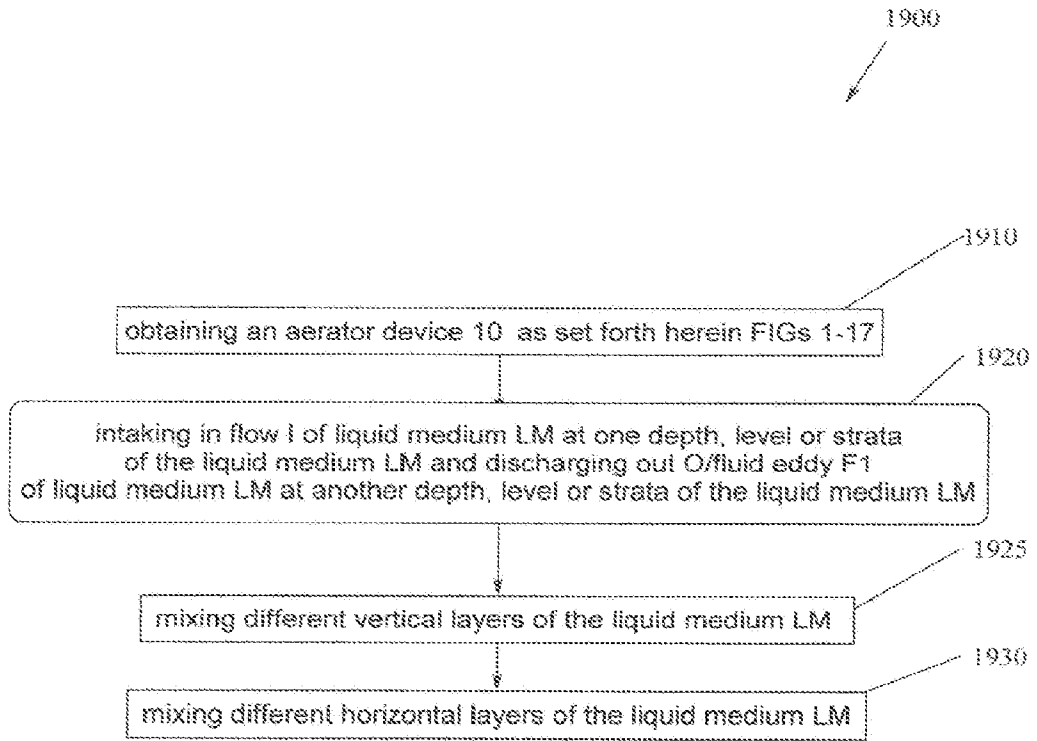 1900
1910
obtaining an aerator device 10 as set forth herein FIGs 1-17
1920
intaking in flow I of liquid medium LM at one depth, level or strata
of the liquid medium LM and discharging out O/fluid eddy F1
of liquid medium LM at another depth, level or strata of the liquid medium LM
1925
mixing different vertical layers of the liquid medium LM
1930
mixing different horizontal layers of the liquid medium LM